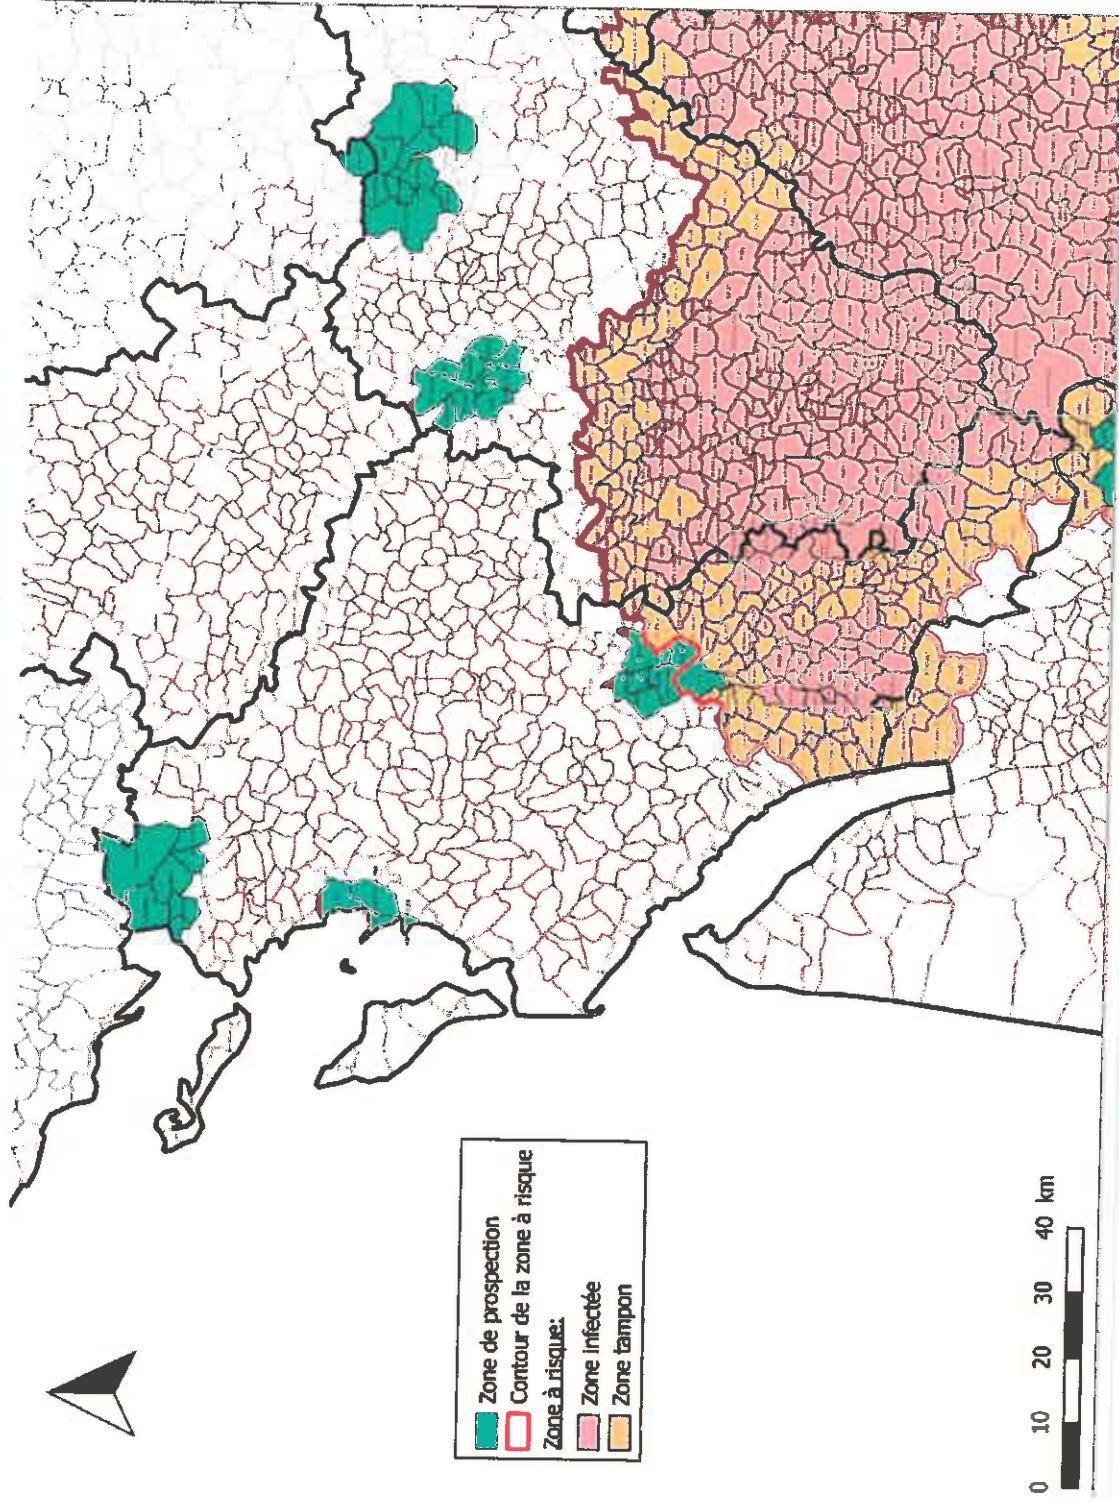 Zone de prospection
Contour de la zone à risque
Zone à risque:
Zone infectée
Zone tampon
0 10 20 30 40 km